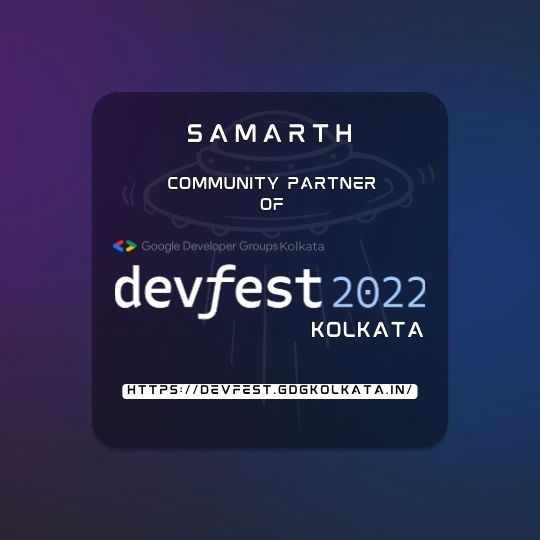 SAMARTH
COMMUNITY PARTNER
OF
Google Developer Groups Kolkata
devfest 2022
KOLKATA
HTTPS://DEVFEST.GDGKOLKATA.IN/